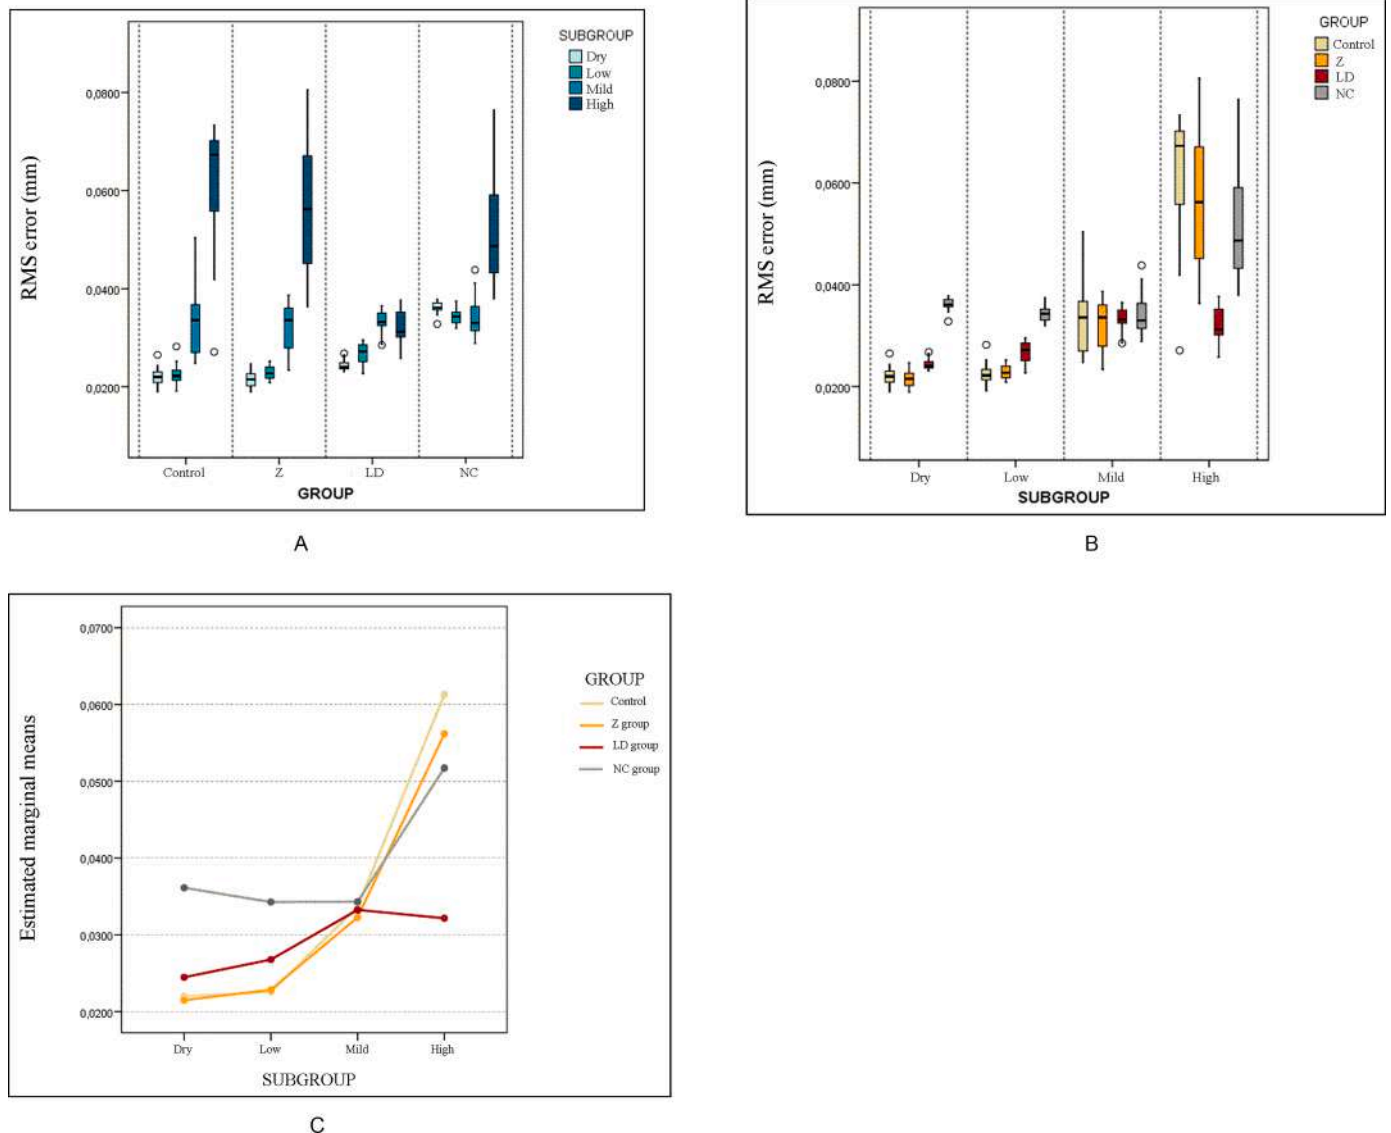 SUBGROUP
Dry
Low
Mild
High
0,0800
0,0600
0,0400
0,0200
RMS error (mm)
Control Z LD NC
GROUP
A
GROUP
Control
Z
LD
NC
0,0800
0,0600
0,0400
0,0200
RMS error (mm)
Dry Low Mild High
SUBGROUP
B
0,0700
0,0600
0,0500
0,0400
0,0300
0,0200
Estimated marginal means
GROUP
Control
Z group
LD group
NC group
Dry Low Mild High
SUBGROUP
C